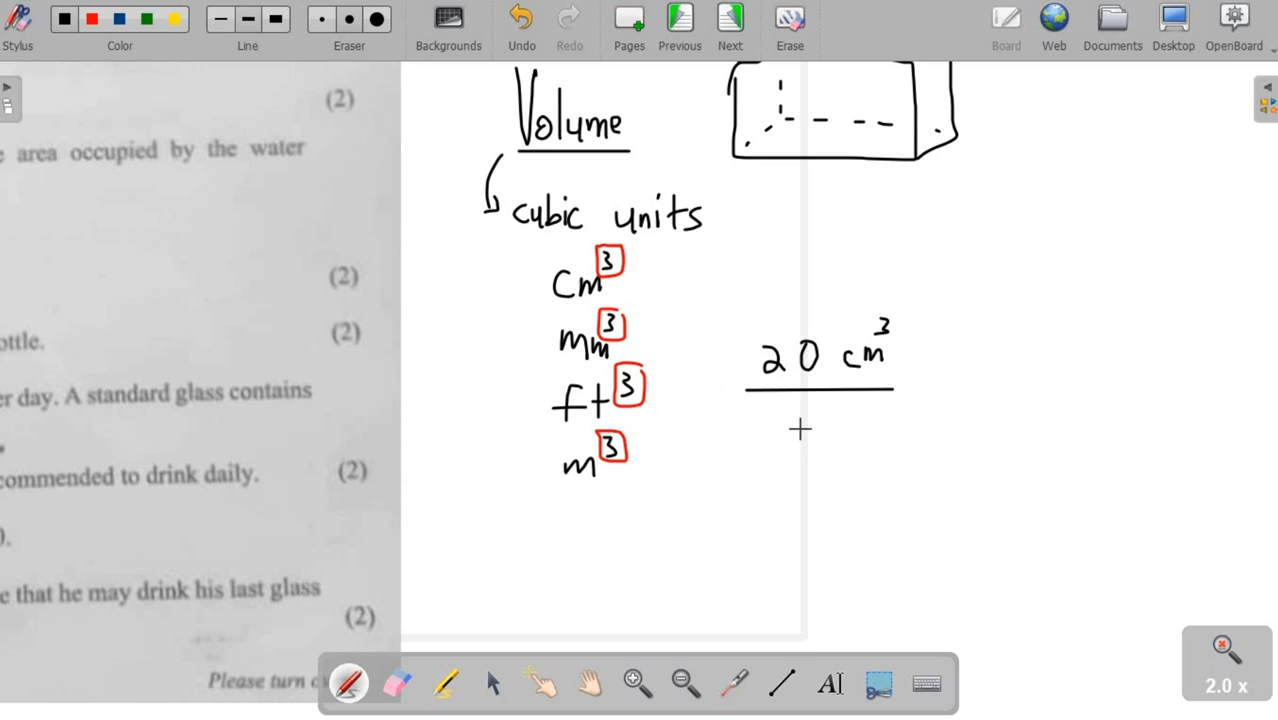 Stylus Color Line Eraser Backgrounds Undo Redo Pages Previous Next Erase Board Web Documents Desktop OpenBoard
(2)
area occupied by the water
(2)
ottle. (2)
er day. A standard glass contains
commended to drink daily. (2)
).
e that he may drink his last glass
(2)
Please turn
Volume
cubic units
cm³
mm³
ft³
m³
20 cm³
AI
2.0 x